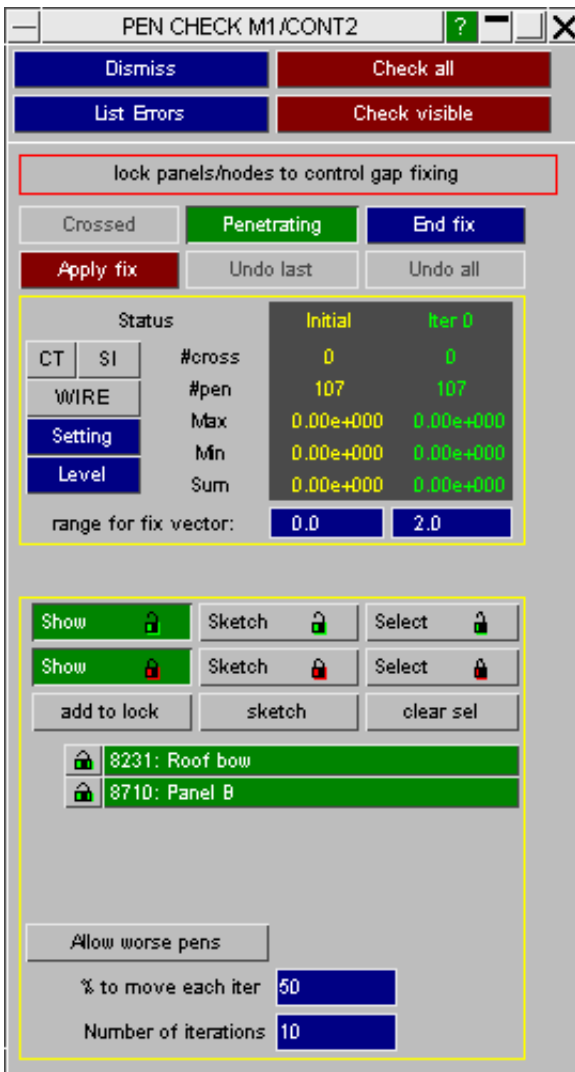 PEN CHECK M1/CONT2 ?
Dismiss Check all
List Errors Check visible
lock panels/nodes to control gap fixing
Crossed Penetrating End fix
Apply fix Undo last Undo all
Status Initial Iter 0
CT SI #cross 0 0
WIRE #pen 107 107
Setting Max 0.00e+000 0.00e+000
Min 0.00e+000 0.00e+000
Level Sum 0.00e+000 0.00e+000
range for fix vector: 0.0 2.0
Show Sketch Select
Show Sketch Select
add to lock sketch clear sel
8231: Roof bow
8710: Panel B
Allow worse pens
% to move each iter 50
Number of iterations 10